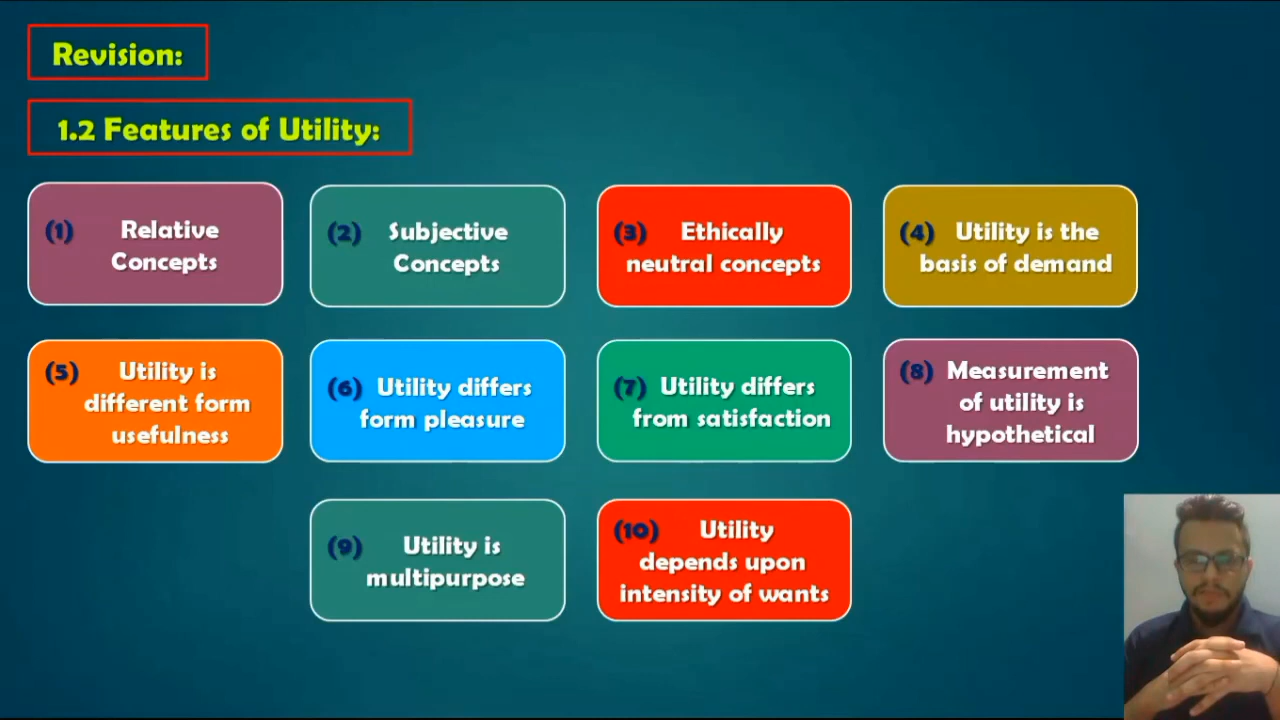 Revision:
1.2 Features of Utility:
(1) Relative
Concepts
(2) Subjective
Concepts
(3) Ethically
neutral concepts
(4) Utility is the
basis of demand
(5) Utility is
different form
usefulness
(6) Utility differs
form pleasure
(7) Utility differs
from satisfaction
(8) Measurement
of utility is
hypothetical
(9) Utility is
multipurpose
(10) Utility
depends upon
intensity of wants